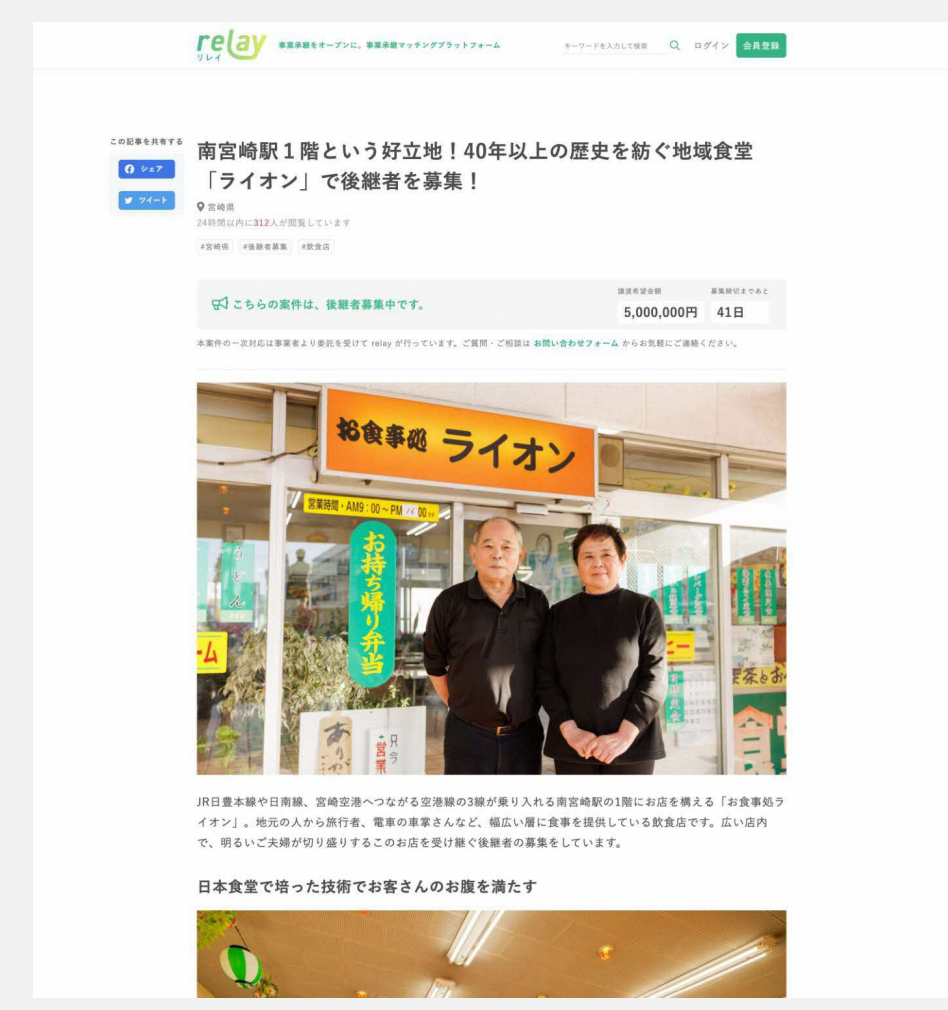 relay
リレイ
事業承継をオープンに。事業承継マッチングプラットフォーム
キーワードを入力して検索
ログイン
会員登録
この記事を共有する
シェア
ツイート
南宮崎駅１階という好立地！40年以上の歴史を紡ぐ地域食堂
「ライオン」で後継者を募集！
宮崎県
24時間以内に312人が閲覧しています
#宮崎県 #後継者募集 #飲食店
こちらの案件は、後継者募集中です。
譲渡希望金額
5,000,000円
募集締切まであと
41日
本案件の一次対応は事業者より委託を受けて relay が行っています。ご質問・ご相談は お問い合わせフォーム からお気軽にご連絡ください。
お食事処 ライオン
営業時間・AM9:00～PM 16:00
お持ち帰り弁当
うどん
喫茶とお
只今
営業
JR日豊本線や日南線、宮崎空港へつながる空港線の3線が乗り入れる南宮崎駅の1階にお店を構える「お食事処ラ
イオン」。地元の人から旅行者、電車の車掌さんなど、幅広い層に食事を提供している飲食店です。広い店内
で、明るいご夫婦が切り盛りするこのお店を受け継ぐ後継者の募集をしています。
日本食堂で培った技術でお客さんのお腹を満たす